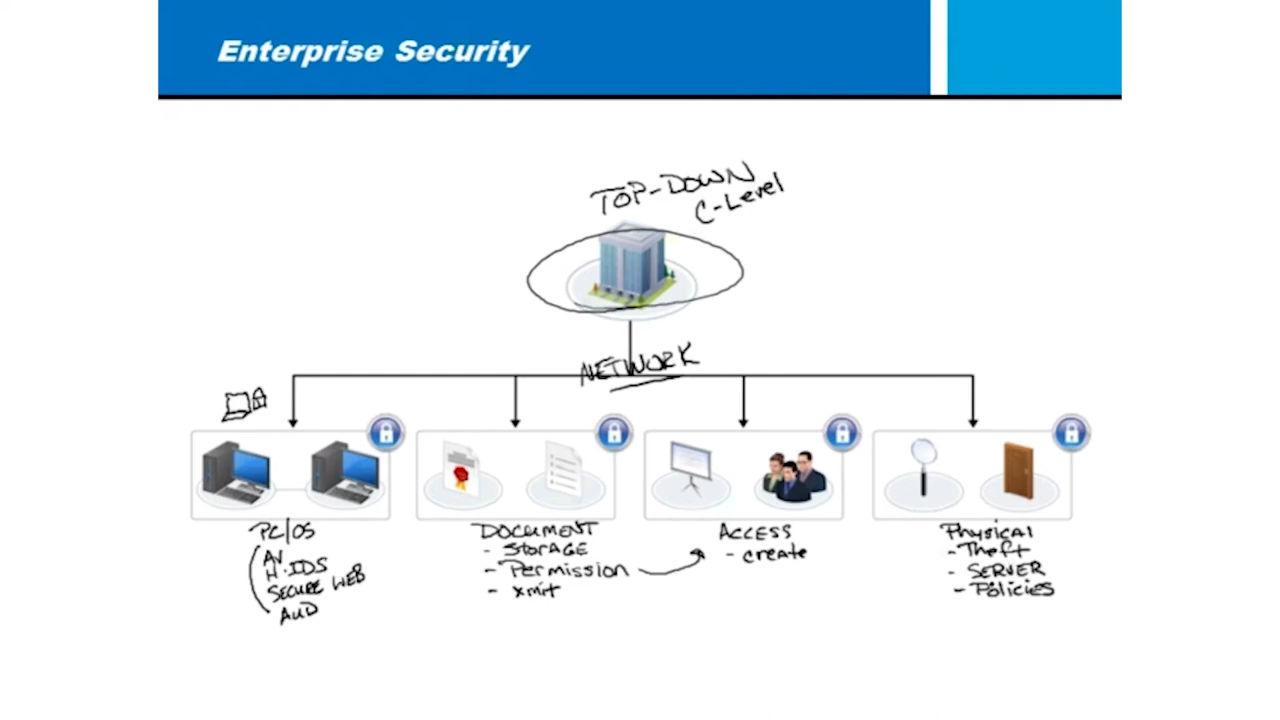 Enterprise Security
TOP-DOWN
C-Level
NETWORK
PC/OS
AV
H-IDS
SECURE WEB
AUD
DOCUMENT
- STORAGE
- Permission
- xmit
ACCESS
- create
Physical
- Theft
- SERVER
- Policies